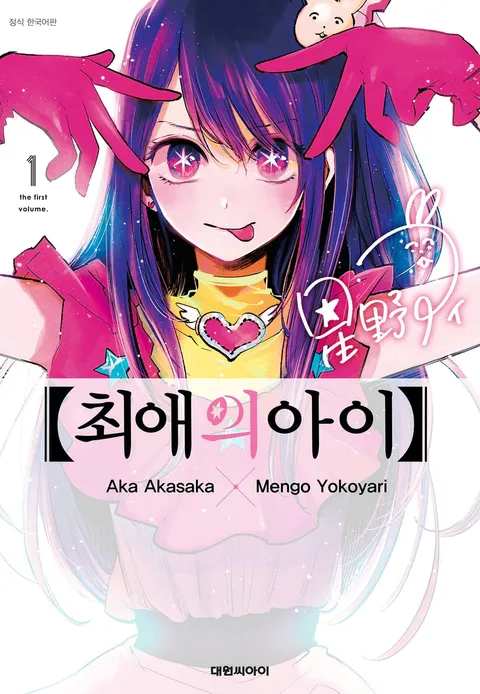 정식 한국어판
1
the first
volume.
星野アイ
【최애의아이】
Aka Akasaka × Mengo Yokoyari
대원씨아이